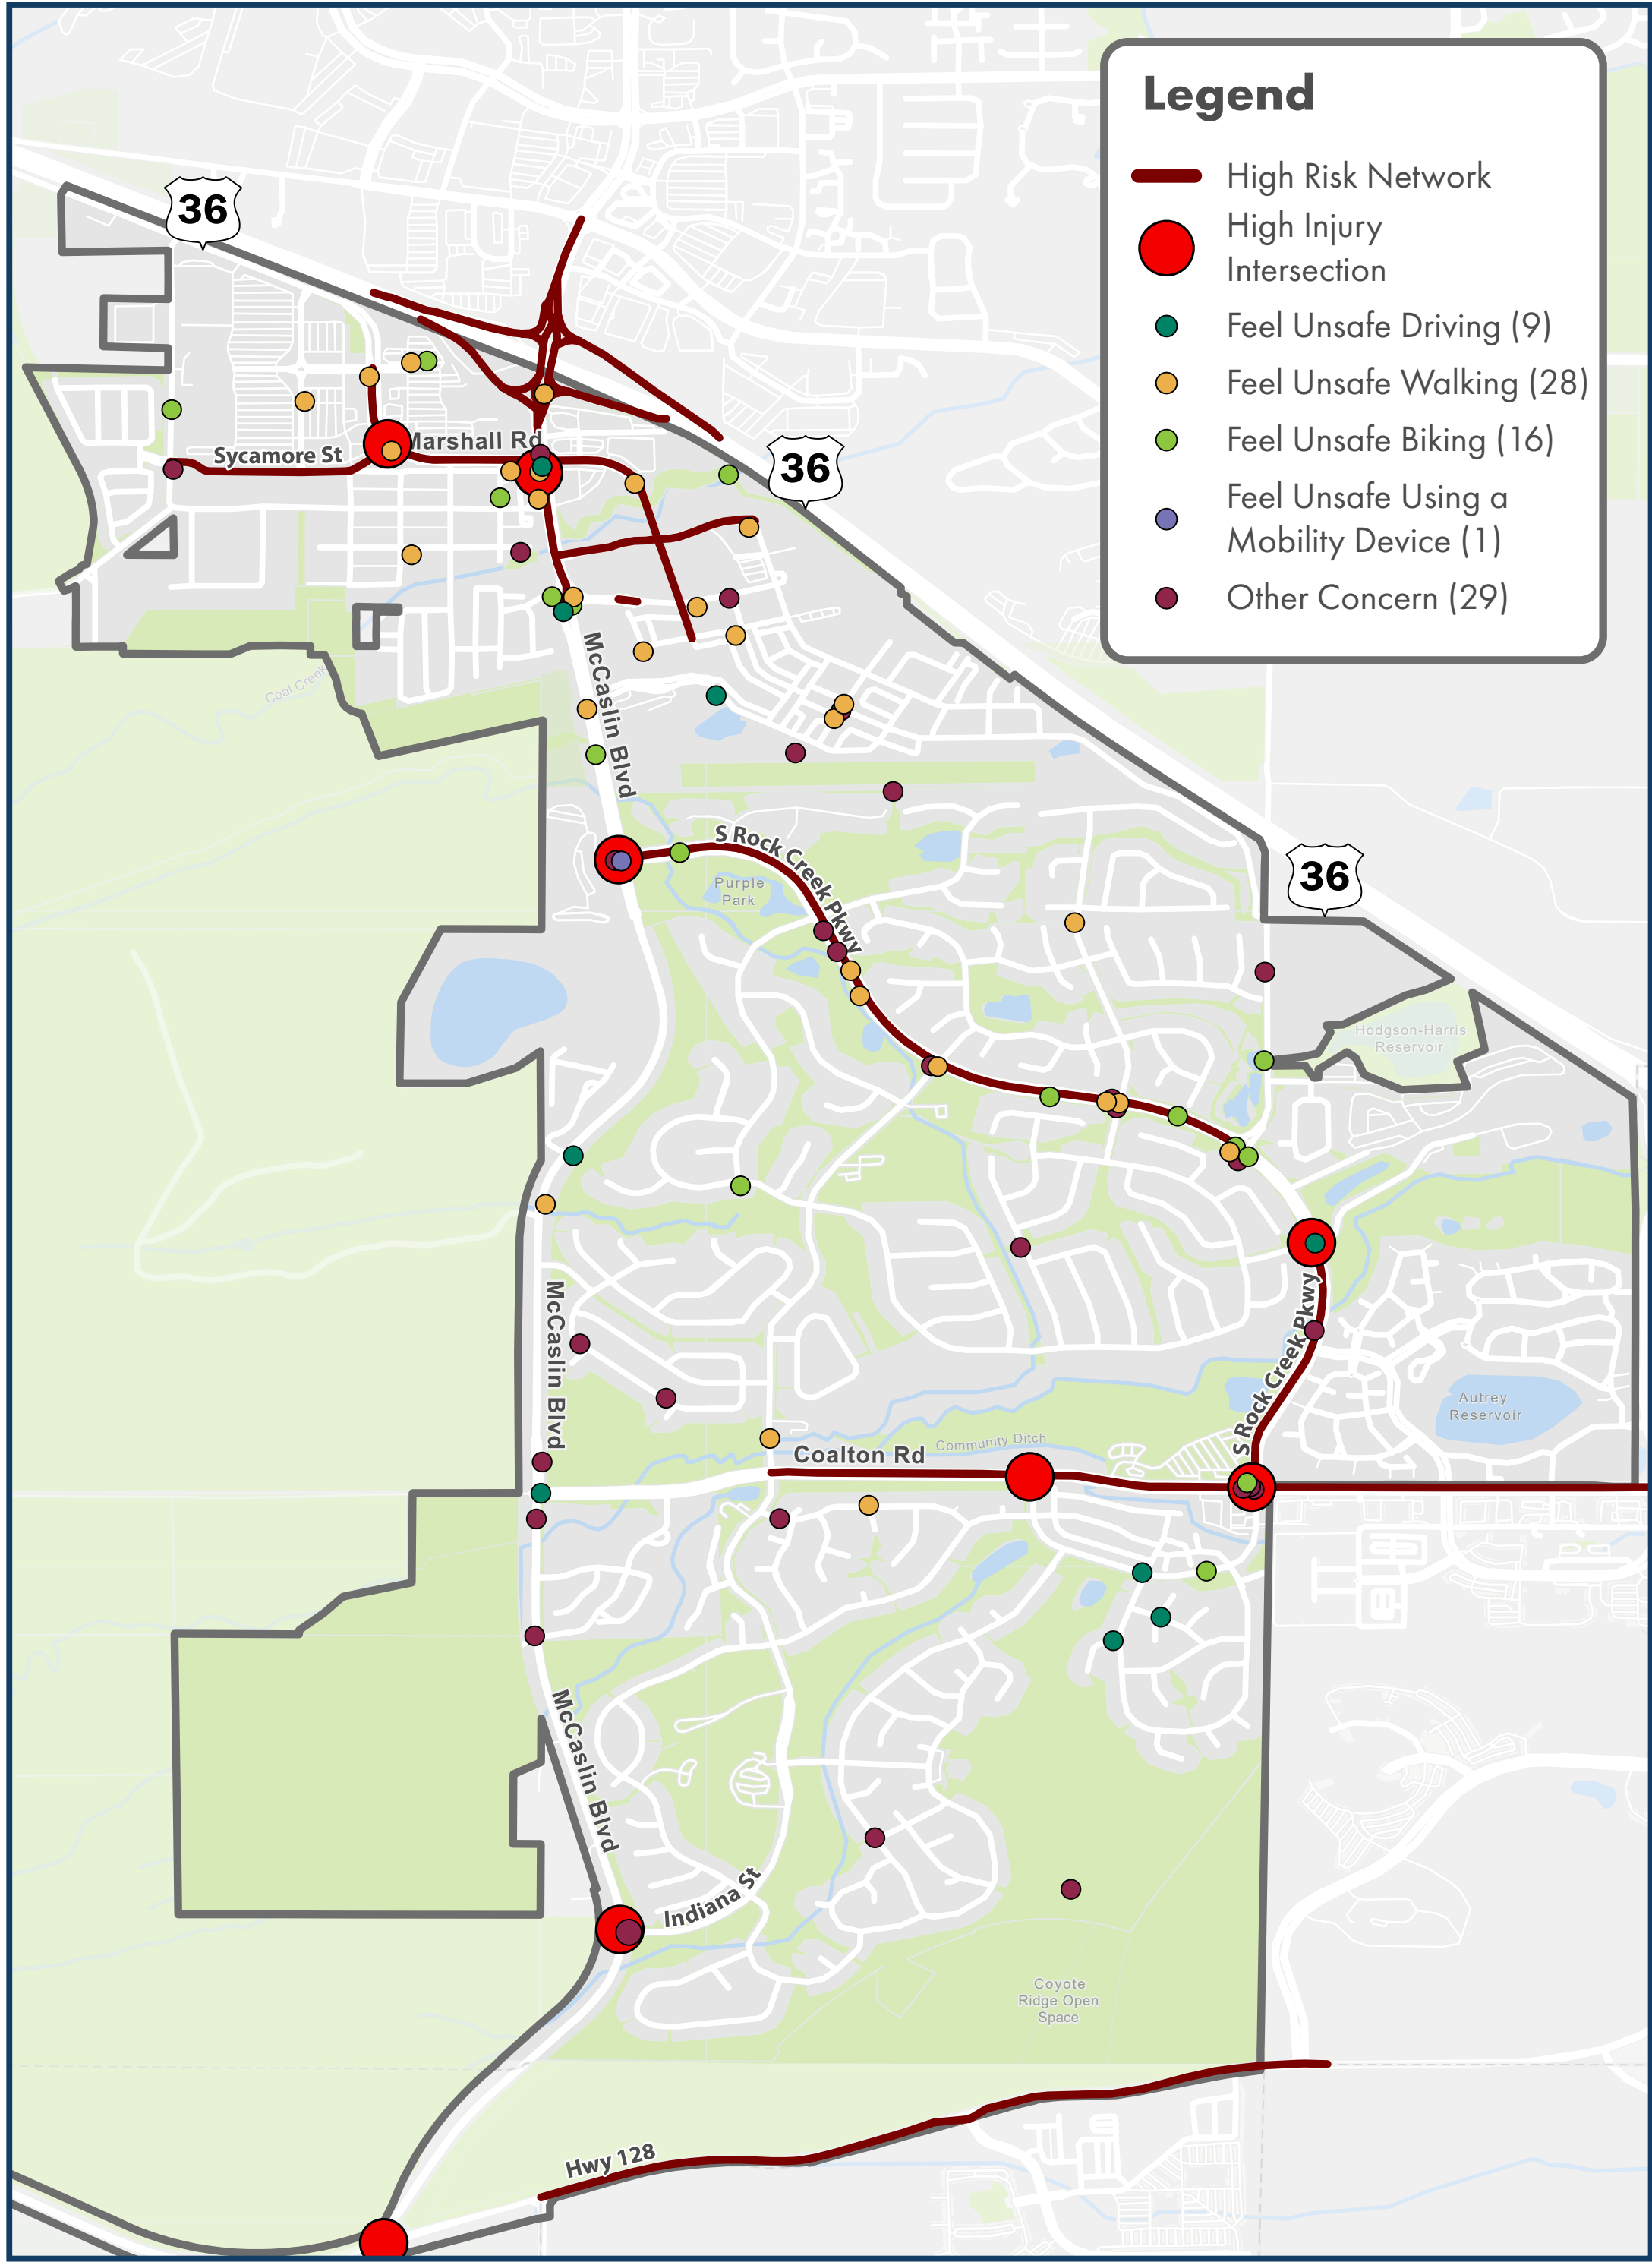 Legend
High Risk Network
High Injury
Intersection
Feel Unsafe Driving (9)
Feel Unsafe Walking (28)
Feel Unsafe Biking (16)
Feel Unsafe Using a
Mobility Device (1)
Other Concern (29)
36
Marshall Rd
Sycamore St
36
Coal Creek
McCaslin Blvd
S Rock Creek Pkwy
Purple
Park
36
Hodgson-Harris
Reservoir
McCaslin Blvd
S Rock Creek Pkwy
Autrey
Reservoir
Community Ditch
Coalton Rd
McCaslin Blvd
Indiana St
Coyote
Ridge Open
Space
Hwy 128